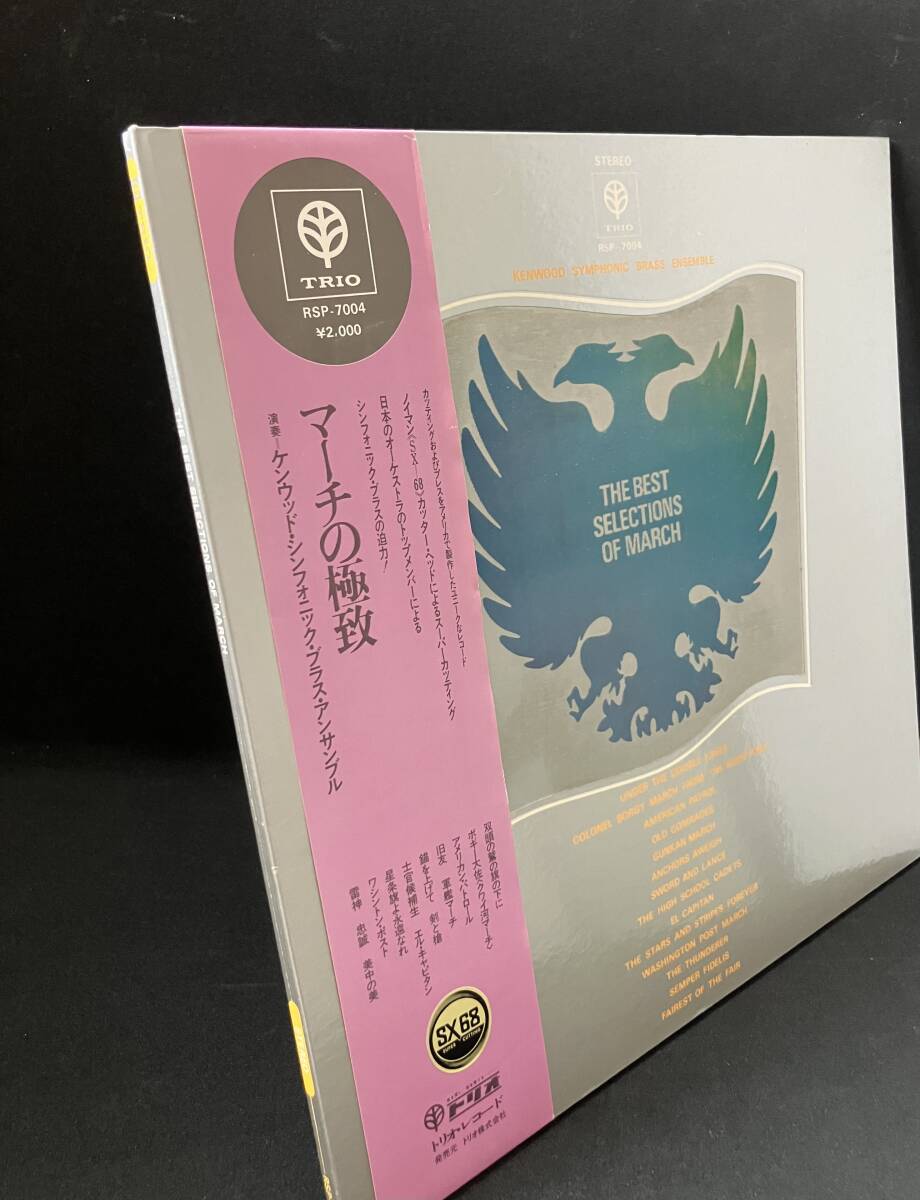 TRIO
RSP-7004
¥2.000
カッティングおよびプレスをアメリカで製作したユニークなレコード
ノイマン《SX-68》カッター・ヘッドによるスーパーカッティング
日本のオーケストラのトップメンバーによる
シンフォニック・ブラスの迫力!
マーチの極致
演奏=ケンウッド・シンフォニック・ブラス・アンサンブル
双頭の鷲の旗の下に
ボギー大佐《クワイ河マーチ》
アメリカン・パトロール
旧友 軍艦マーチ
錨を上げて 剣と槍
士官候補生 エル・キャピタン
星条旗よ永遠なれ
ワシントン・ポスト
雷神 忠誠 美中の美
SX68
SUPER CUTTING
トリオ
トリオ・レコード
発売元 トリオ株式会社
STEREO
TRIO
RSP-7004
KENWOOD SYMPHONIC BRASS ENSEMBLE
THE BEST
SELECTIONS
OF MARCH
UNDER THE DOUBLE EAGLE
COLONEL BOGEY MARCH FROM
AMERICAN PATROL
OLD COMRADES
GUNKAN MARCH
ANCHORS AWEIGH
SWORD AND LANCE
THE HIGH SCHOOL CADETS
EL CAPITAN
THE STARS AND STRIPES FOREVER
WASHINGTON POST MARCH
THE THUNDERER
SEMPER FIDELIS
FAIREST OF THE FAIR
THE BEST SELECTIONS OF MARCH